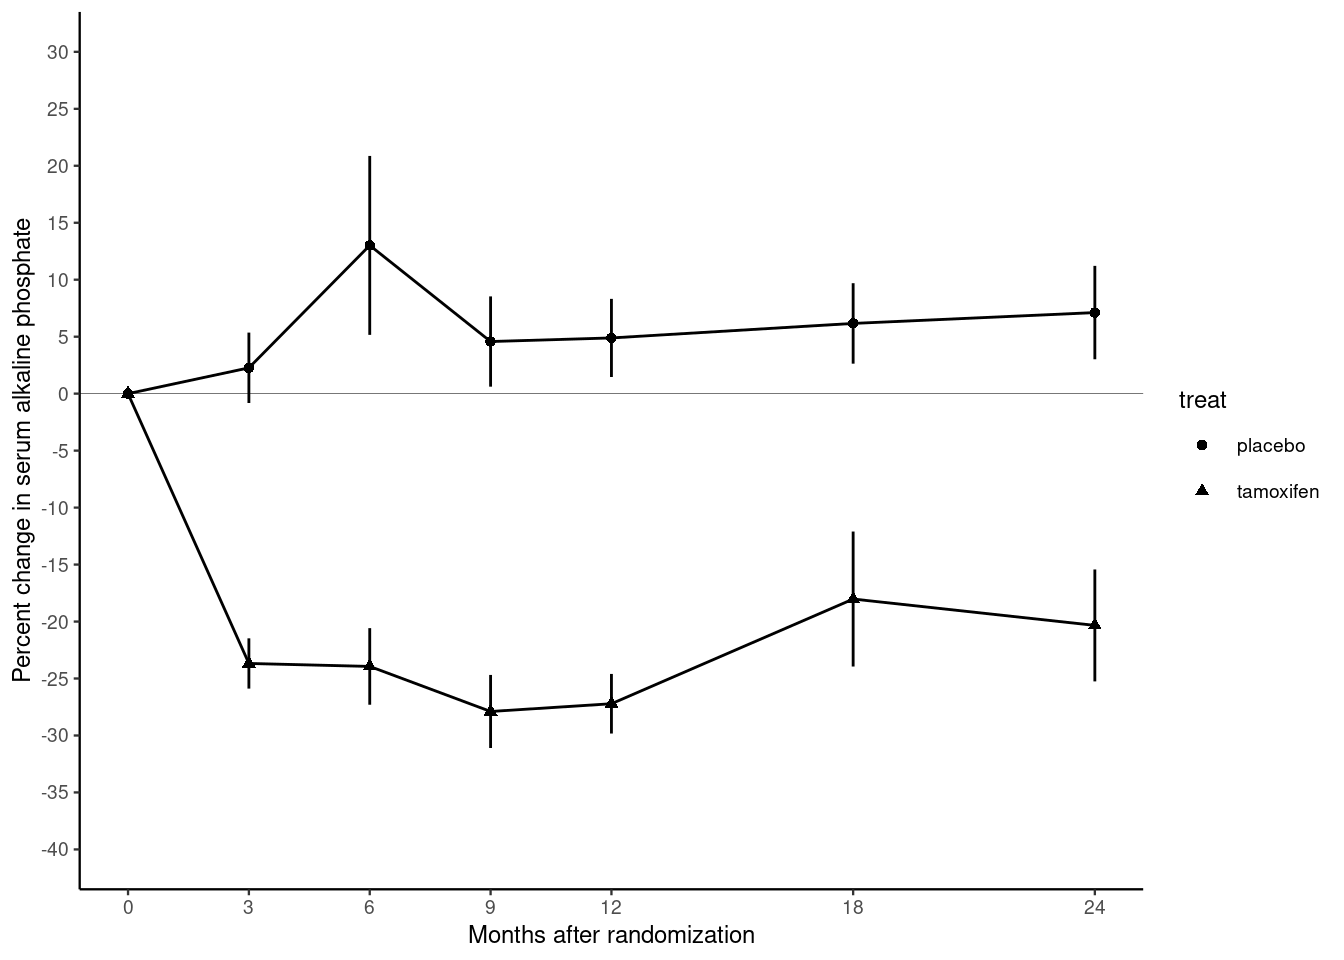 30
25
20
15
10
5
0
-5
-10
-15
-20
-25
-30
-35
-40
Percent change in serum alkaline phosphate
0 3 6 9 12 18 24
Months after randomization
treat
placebo
tamoxifen